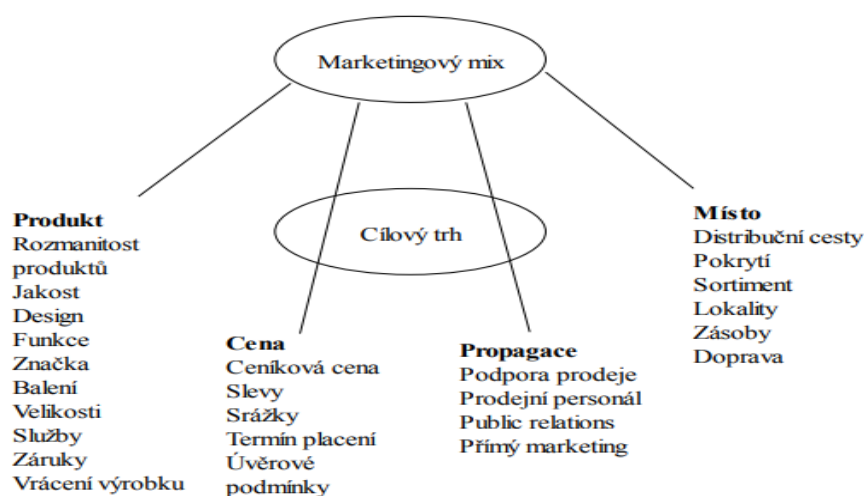 Marketingový mix
Cílový trh
Produkt
Rozmanitost
produktů
Jakost
Design
Funkce
Značka
Balení
Velikosti
Služby
Záruky
Vrácení výrobku
Cena
Ceníková cena
Slevy
Srážky
Termín placení
Úvěrové
podmínky
Propagace
Podpora prodeje
Prodejní personál
Public relations
Přímý marketing
Místo
Distribuční cesty
Pokrytí
Sortiment
Lokality
Zásoby
Doprava